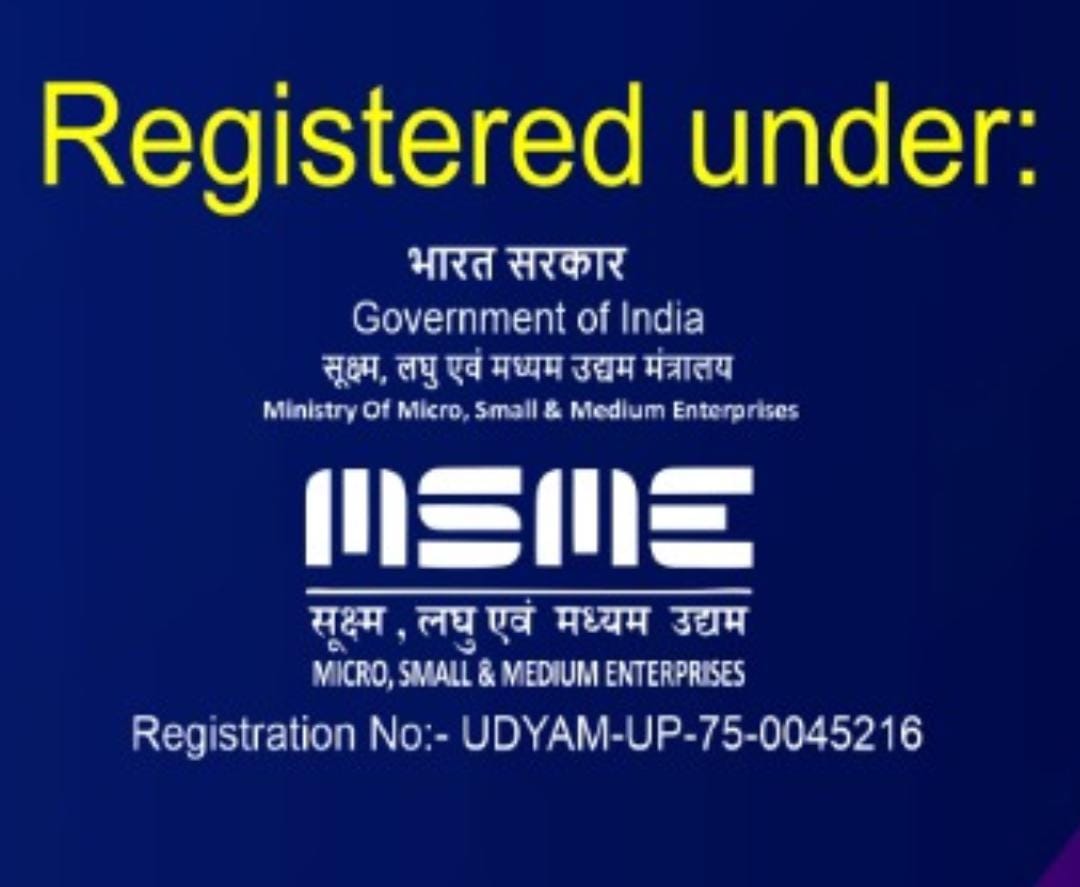 Registered under:
भारत सरकार
Government of India
सूक्ष्म, लघु एवं मध्यम उद्यम मंत्रालय
Ministry Of Micro, Small & Medium Enterprises
MSME
सूक्ष्म , लघु एवं मध्यम उद्यम
MICRO, SMALL & MEDIUM ENTERPRISES
Registration No:- UDYAM-UP-75-0045216